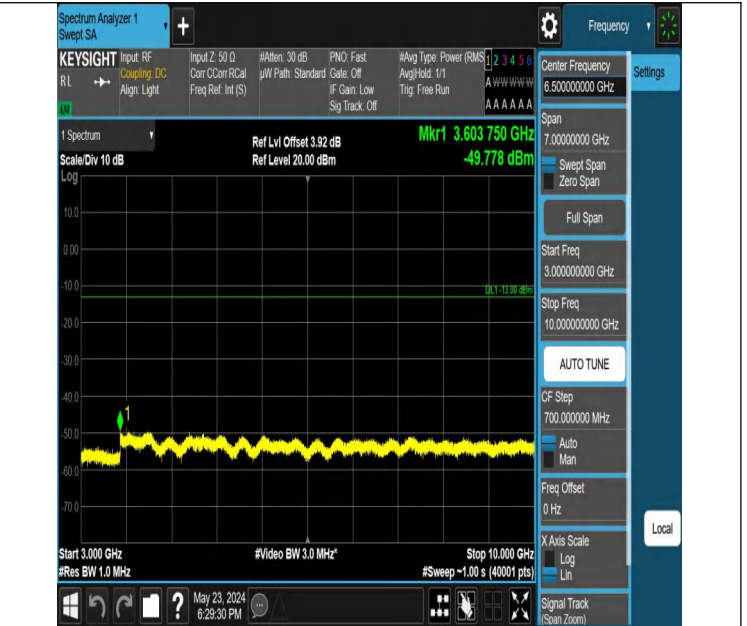 Spectrum Analyzer 1
Swept SA
+
Frequency
KEYSIGHT
RL
LNI
Input: RF
Coupling: DC
Align: Light
Input Z: 50 Ω
Corr CCorr RCal
Freq Ref: Int (S)
#Atten: 30 dB
µW Path: Standard
PNO: Fast
Gate: Off
IF Gain: Low
Sig Track: Off
#Avg Type: Power (RMS
Avg|Hold: 1/1
Trig: Free Run
1 2 3 4 5 6
A W W W W W
A A A A A A
1 Spectrum
Scale/Div 10 dB
Log
Ref Lvl Offset 3.92 dB
Ref Level 20.00 dBm
Mkr1 3.603 750 GHz
-49.778 dBm
10.0
0.00
-10.0
DL1 -13.00 dBm
-20.0
-30.0
-40.0
1
-50.0
-60.0
-70.0
Start 3.000 GHz
#Res BW 1.0 MHz
#Video BW 3.0 MHz*
Stop 10.000 GHz
#Sweep ~1.00 s (40001 pts)
?
May 23, 2024
6:29:30 PM
Center Frequency
6.500000000 GHz
Settings
Span
7.00000000 GHz
Swept Span
Zero Span
Full Span
Start Freq
3.000000000 GHz
Stop Freq
10.000000000 GHz
AUTO TUNE
CF Step
700.000000 MHz
Auto
Man
Freq Offset
0 Hz
X Axis Scale
Log
Lin
Local
Signal Track
(Span Zoom)